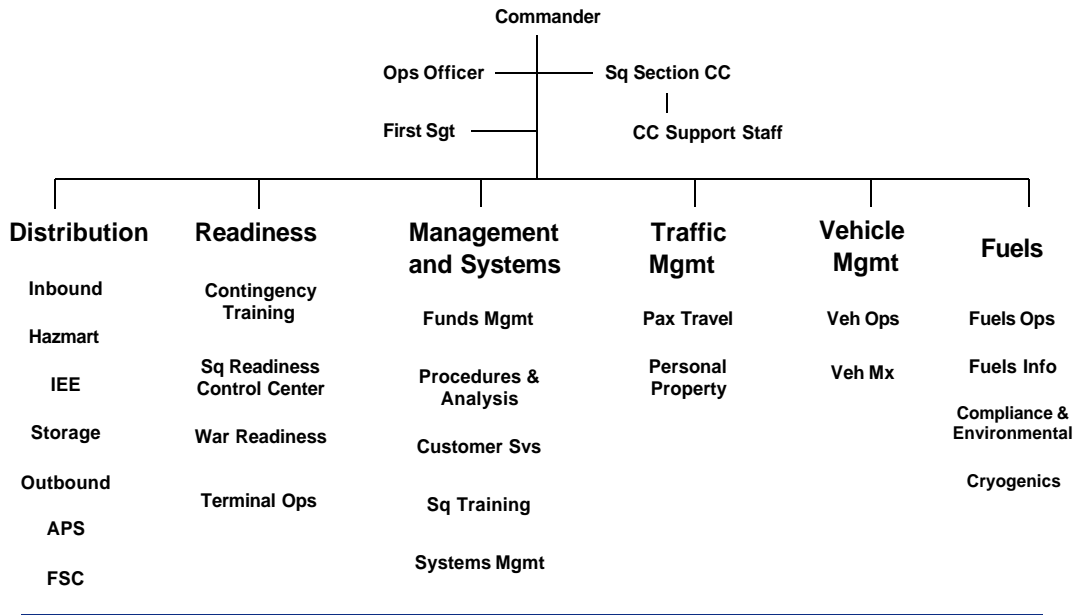 Commander
Ops Officer
Sq Section CC
First Sgt
CC Support Staff
Distribution
Inbound
Hazmart
IEE
Storage
Outbound
APS
FSC
Readiness
Contingency
Training
Sq Readiness
Control Center
War Readiness
Terminal Ops
Management
and Systems
Funds Mgmt
Procedures &
Analysis
Customer Svs
Sq Training
Systems Mgmt
Traffic
Mgmt
Pax Travel
Personal
Property
Vehicle
Mgmt
Veh Ops
Veh Mx
Fuels
Fuels Ops
Fuels Info
Compliance &
Environmental
Cryogenics